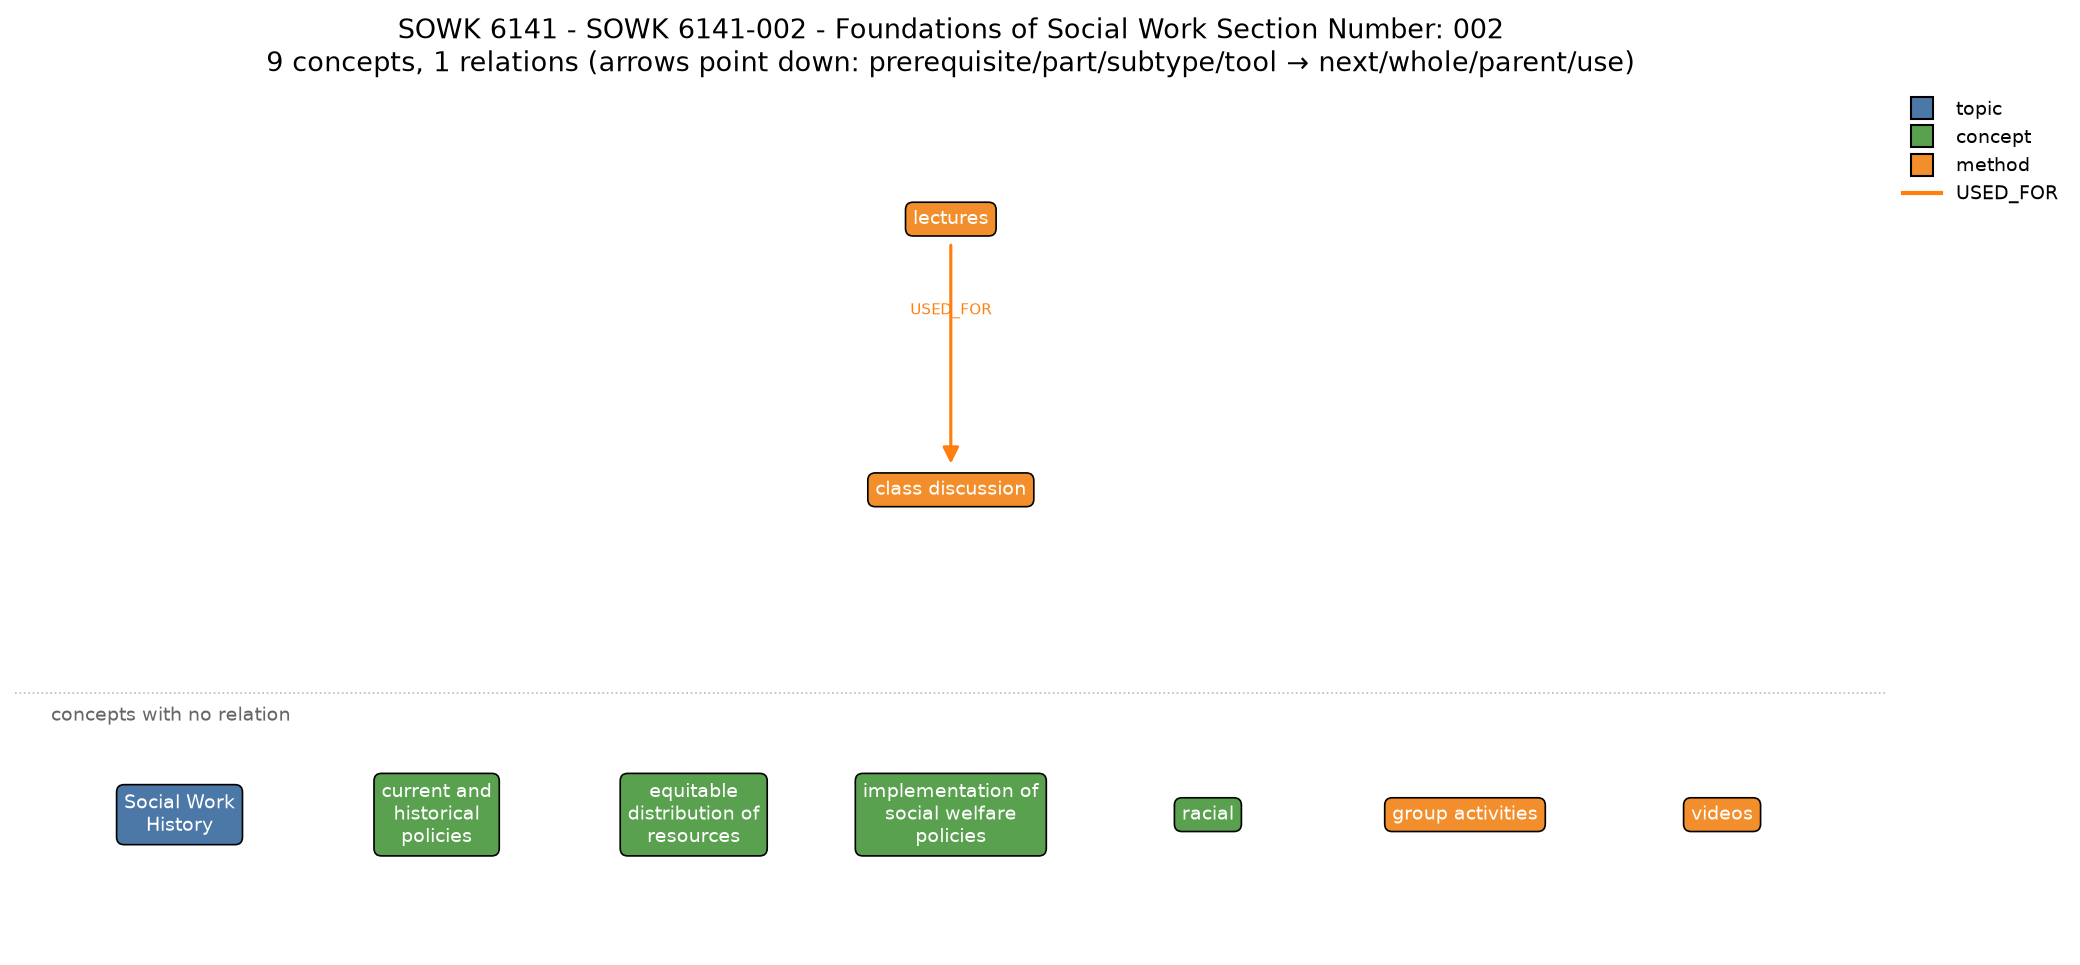 SOWK 6141 - SOWK 6141-002 - Foundations of Social Work Section Number: 002
9 concepts, 1 relations (arrows point down: prerequisite/part/subtype/tool → next/whole/parent/use)
topic
concept
method
USED_FOR
lectures
USED_FOR
class discussion
concepts with no relation
Social Work
History
current and
historical
policies
equitable
distribution of
resources
implementation of
social welfare
policies
racial
group activities
videos